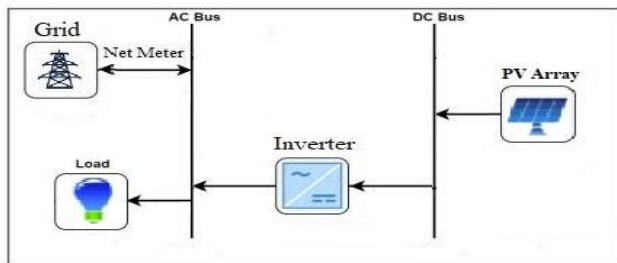 AC Bus
DC Bus
Grid
Net Meter
PV Array
Inverter
Load